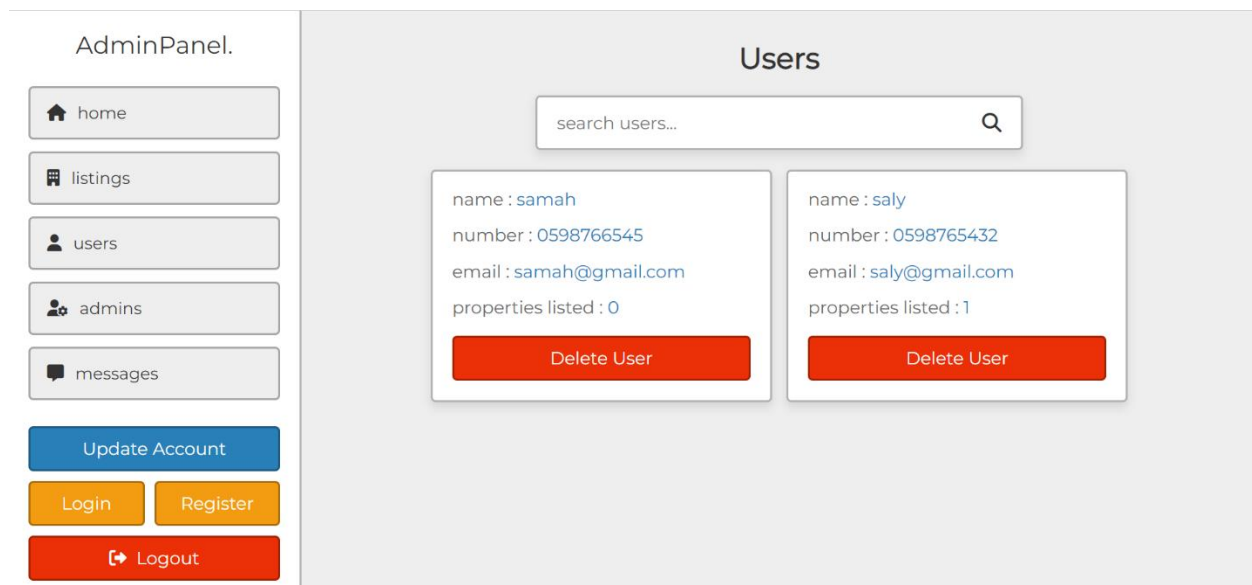 AdminPanel.
home
listings
users
admins
messages
Update Account
Login Register
Logout
Users
search users...
name : samah
number : 0598766545
email : samah@gmail.com
properties listed : 0
Delete User
name : saly
number : 0598765432
email : saly@gmail.com
properties listed : 1
Delete User